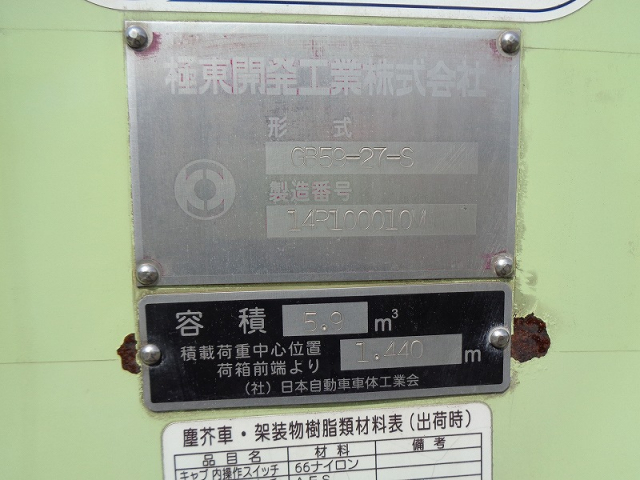 極東開発工業株式会社
形 式
GB59-27-S
製造番号
14P100010
容 積 5.9 m³
積載荷重中心位置
荷箱前端より 1.440 m
(社)日本自動車車体工業会
塵芥車・架装物樹脂類材料表(出荷時)
品目名 材料 備考
キャブ内操作スイッチ 66ナイロン